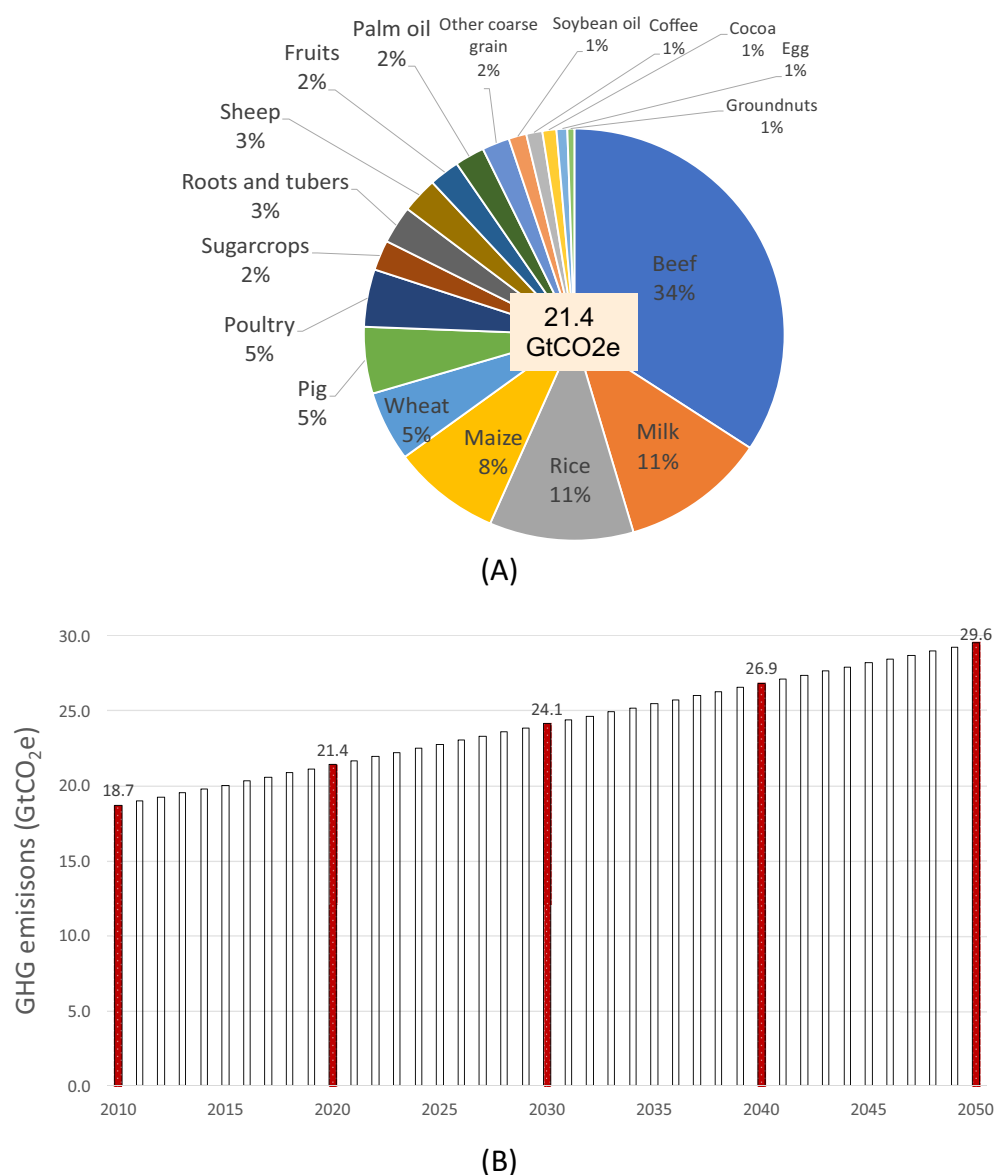 Palm oil
2%
Other coarse
grain
2%
Soybean oil
1%
Coffee
1%
Cocoa
1%
Egg
1%
Groundnuts
1%
Fruits
2%
Sheep
3%
Roots and tubers
3%
Sugarcrops
2%
Poultry
5%
Pig
5%
Wheat
5%
Maize
8%
Rice
11%
Milk
11%
Beef
34%
21.4
GtCO2e
(A)
GHG emisisons (GtCO₂e)
30.0
25.0
20.0
15.0
10.0
5.0
0.0
18.7
21.4
24.1
26.9
29.6
2010
2015
2020
2025
2030
2035
2040
2045
2050
(B)